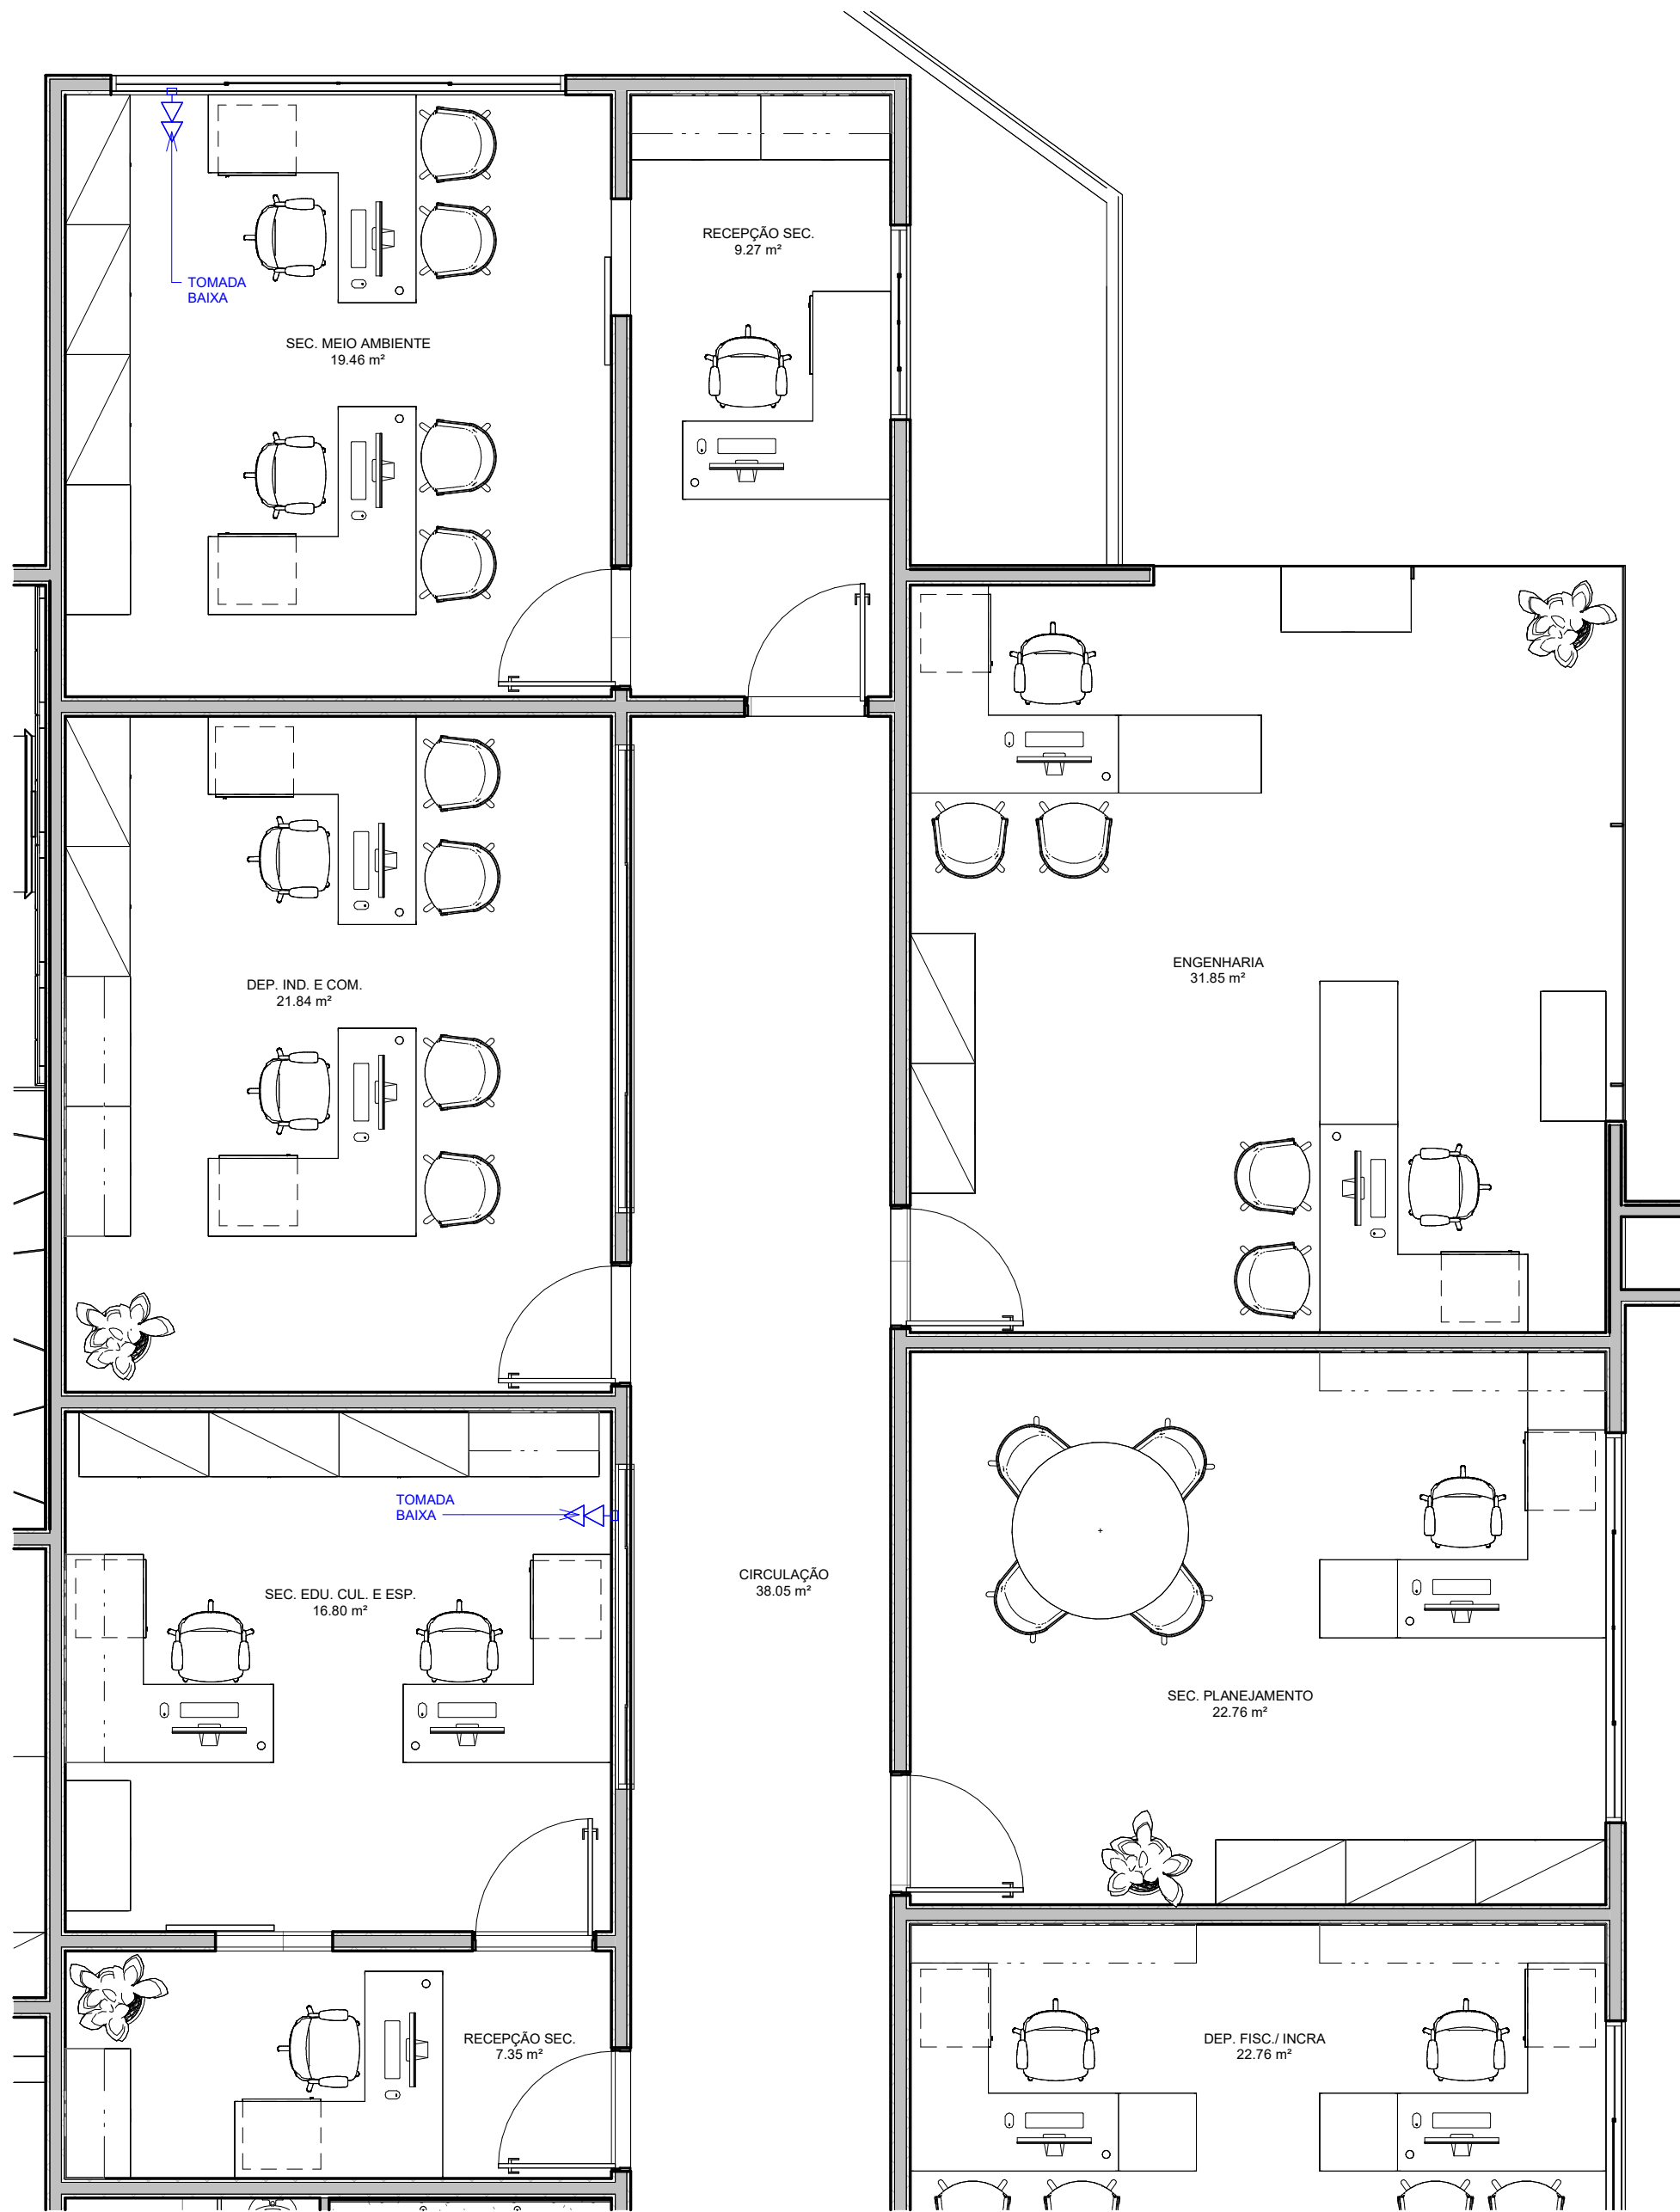 RECEPÇÃO SEC.
9.27 m²
TOMADA
BAIXA
SEC. MEIO AMBIENTE
19.46 m²
ENGENHARIA
31.85 m²
DEP. IND. E COM.
21.84 m²
TOMADA
BAIXA
CIRCULAÇÃO
38.05 m²
SEC. EDU. CUL. E ESP.
16.80 m²
SEC. PLANEJAMENTO
22.76 m²
RECEPÇÃO SEC.
7.35 m²
DEP. FISC./ INCRA
22.76 m²